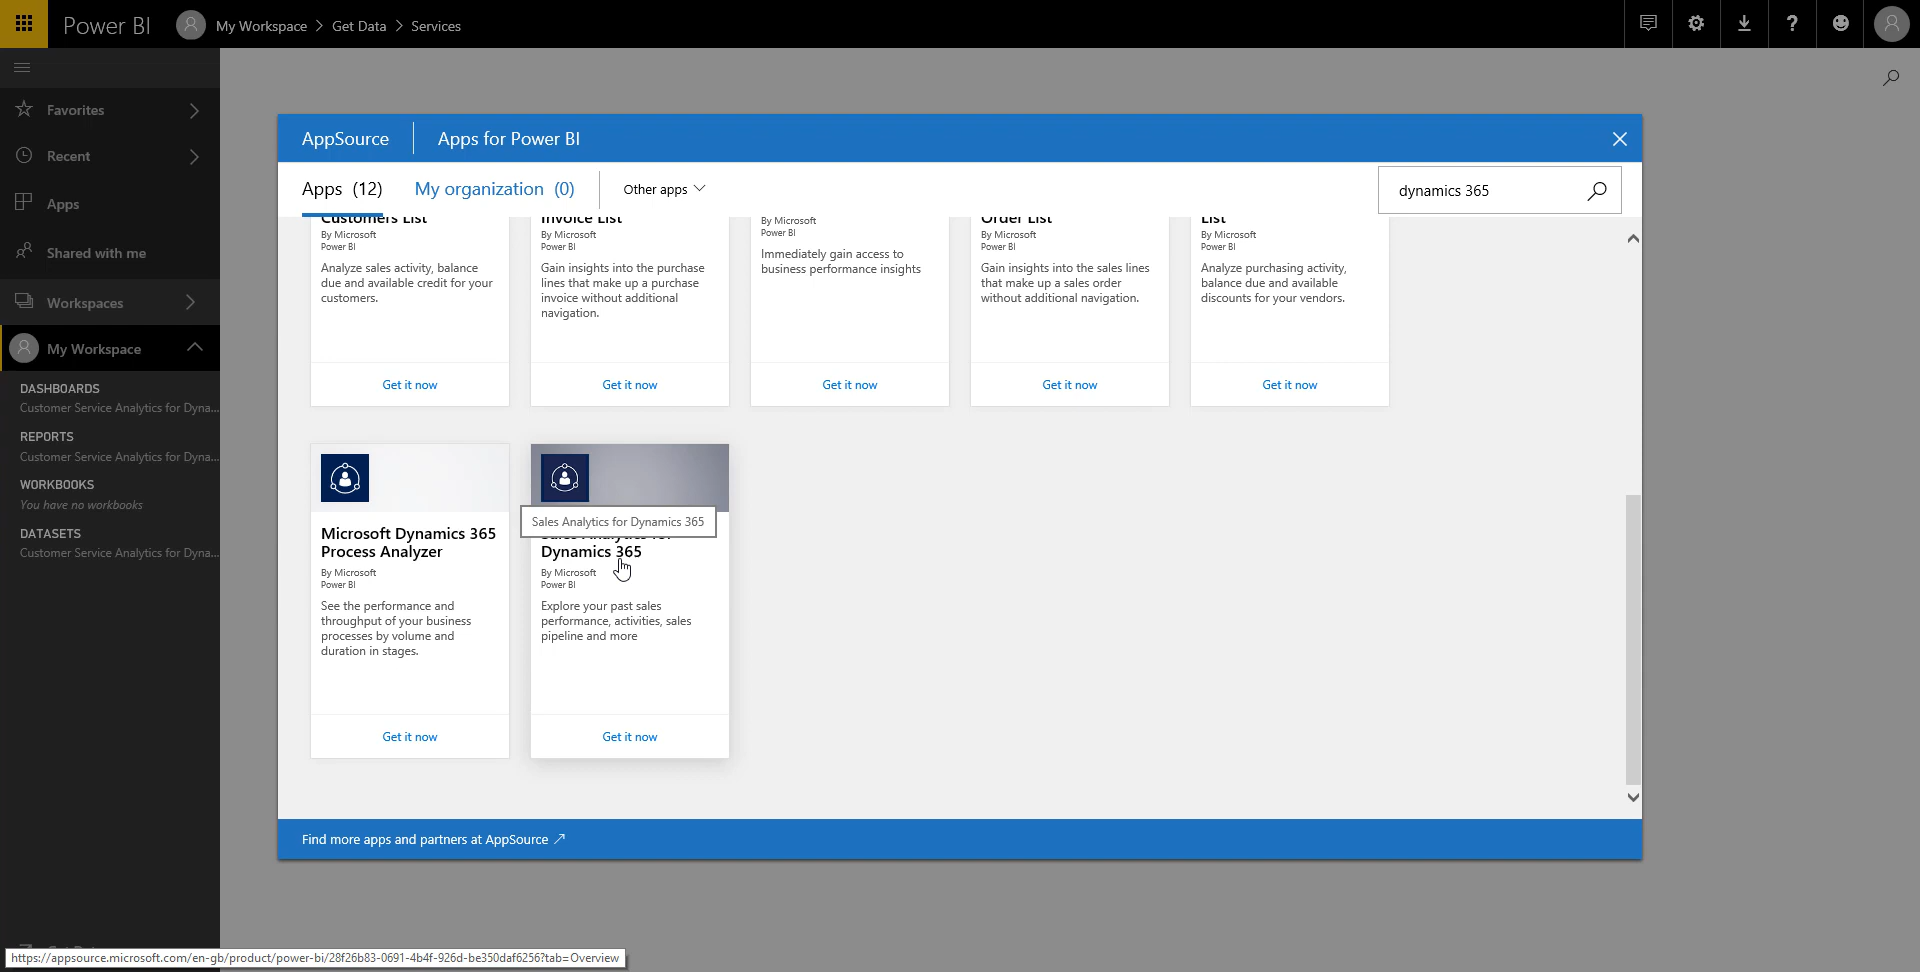 Power BI
My Workspace > Get Data > Services
Favorites
Recent
Apps
Shared with me
Workspaces
My Workspace
DASHBOARDS
Customer Service Analytics for Dyna...
REPORTS
Customer Service Analytics for Dyna...
WORKBOOKS
You have no workbooks
DATASETS
Customer Service Analytics for Dyna...
AppSource
Apps for Power BI
Apps (12)
My organization (0)
Other apps
dynamics 365
Customers List
By Microsoft
Power BI
Analyze sales activity, balance
due and available credit for your
customers.
Get it now
Invoice List
By Microsoft
Power BI
Gain insights into the purchase
lines that make up a purchase
invoice without additional
navigation.
Get it now
By Microsoft
Power BI
Immediately gain access to
business performance insights
Get it now
Order List
By Microsoft
Power BI
Gain insights into the sales lines
that make up a sales order
without additional navigation.
Get it now
List
By Microsoft
Power BI
Analyze purchasing activity,
balance due and available
discounts for your vendors.
Get it now
Microsoft Dynamics 365
Process Analyzer
By Microsoft
Power BI
See the performance and
throughput of your business
processes by volume and
duration in stages.
Get it now
Sales Analytics for Dynamics 365
Sales Analytics for
Dynamics 365
By Microsoft
Power BI
Explore your past sales
performance, activities, sales
pipeline and more
Get it now
Find more apps and partners at AppSource
https://appsource.microsoft.com/en-gb/product/power-bi/28f26b83-0691-4b4f-926d-be350daf6256?tab=Overview